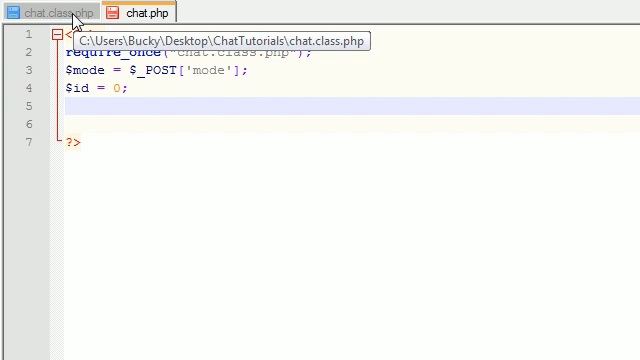 chat.class.php chat.php
1 <
C:\Users\Bucky\Desktop\ChatTutorials\chat.class.php
2 require_once("chat.class.php");
3 $mode = $_POST['mode'];
4 $id = 0;
5
6
7 ?>